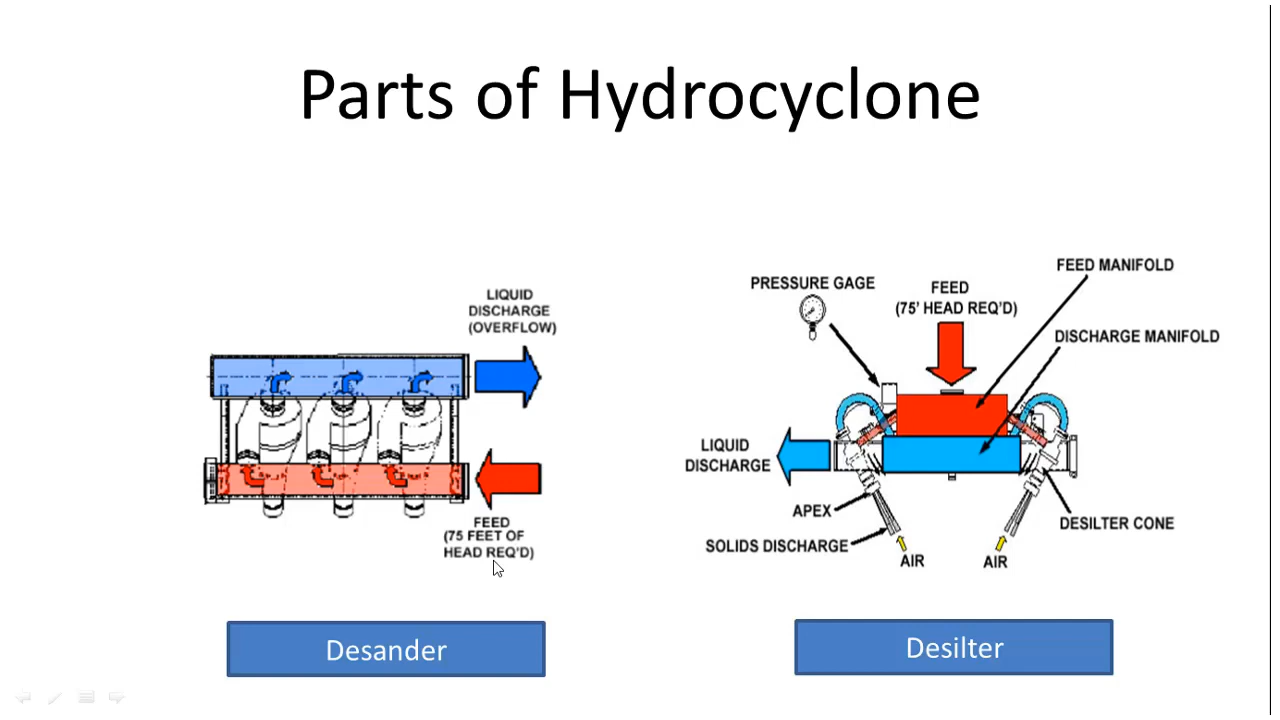 Parts of Hydrocyclone
LIQUID
DISCHARGE
(OVERFLOW)
FEED
(75 FEET OF
HEAD REQ'D)
Desander
PRESSURE GAGE
FEED
(75' HEAD REQ'D)
FEED MANIFOLD
DISCHARGE MANIFOLD
LIQUID
DISCHARGE
APEX
SOLIDS DISCHARGE
AIR
AIR
DESILTER CONE
Desilter